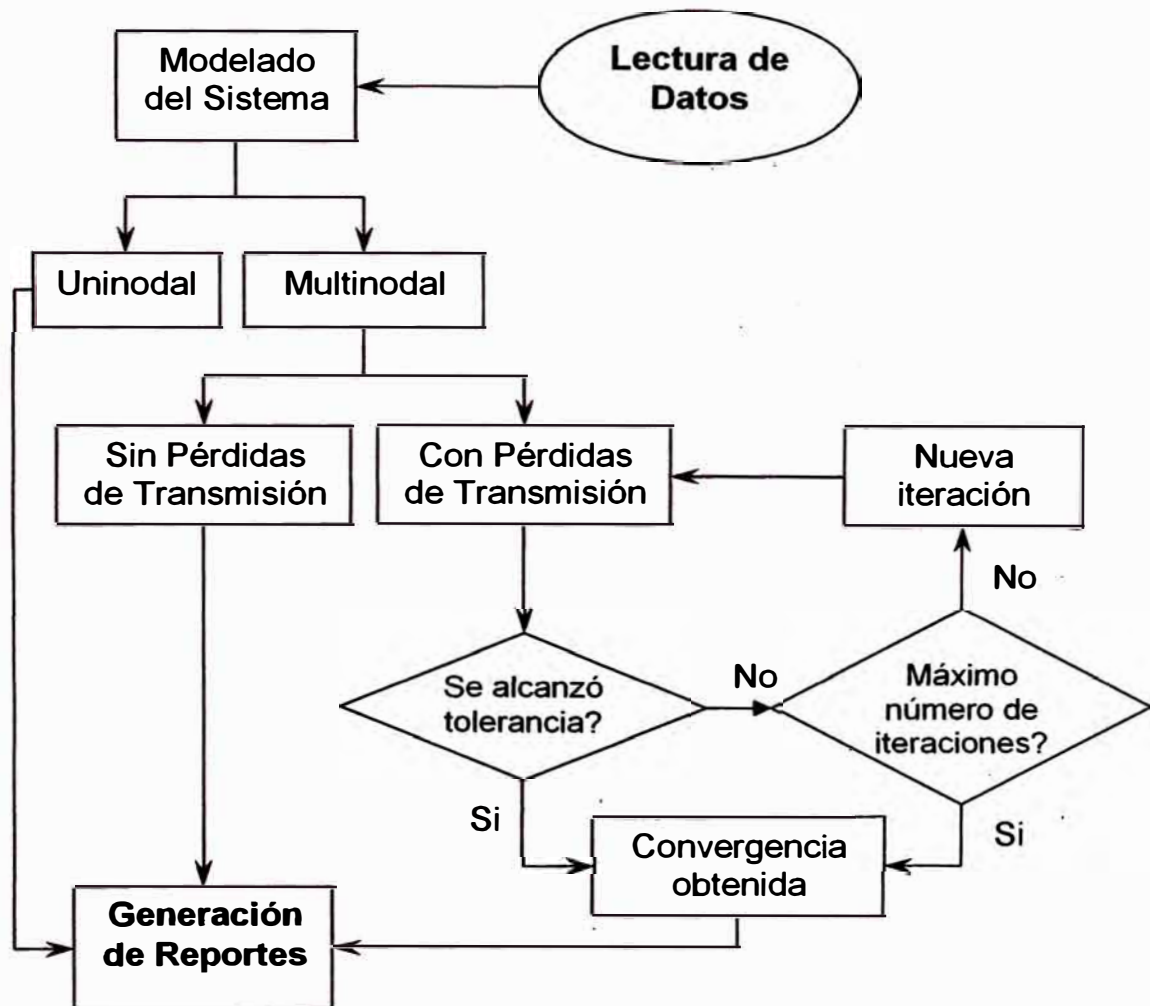 Modelado
del Sistema
Lectura de
Datos
Uninodal
Multinodal
Sin Pérdidas
de Transmisión
Con Pérdidas
de Transmisión
Nueva
iteración
No
Se alcanzó
tolerancia?
No
Máximo
número de
iteraciones?
Si
Si
Convergencia
obtenida
Generación
de Reportes